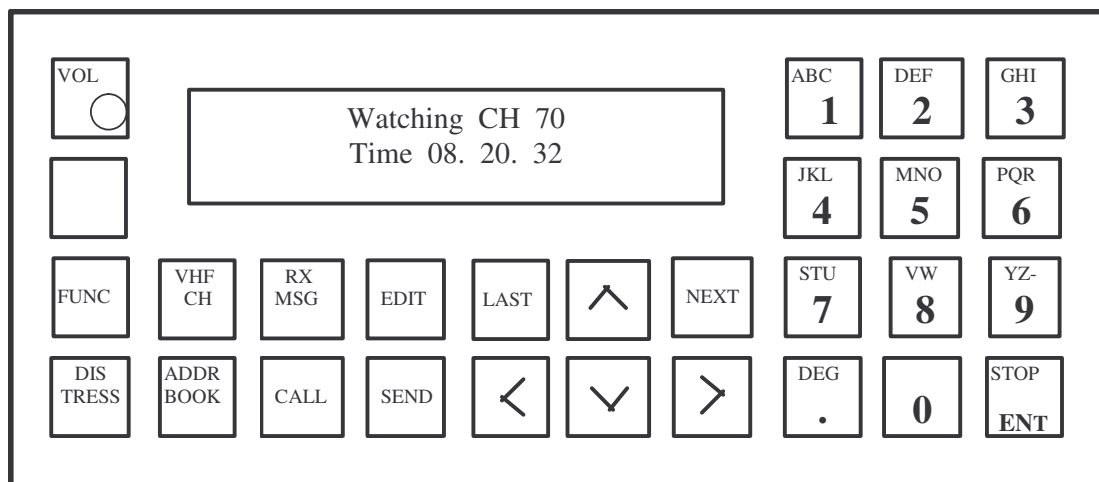 VOL
Watching CH 70
Time 08. 20. 32
ABC
1
DEF
2
GHI
3
JKL
4
MNO
5
PQR
6
FUNC
VHF
CH
RX
MSG
EDIT
LAST
NEXT
STU
7
VW
8
YZ-
9
DIS
TRESS
ADDR
BOOK
CALL
SEND
DEG
.
0
STOP
ENT